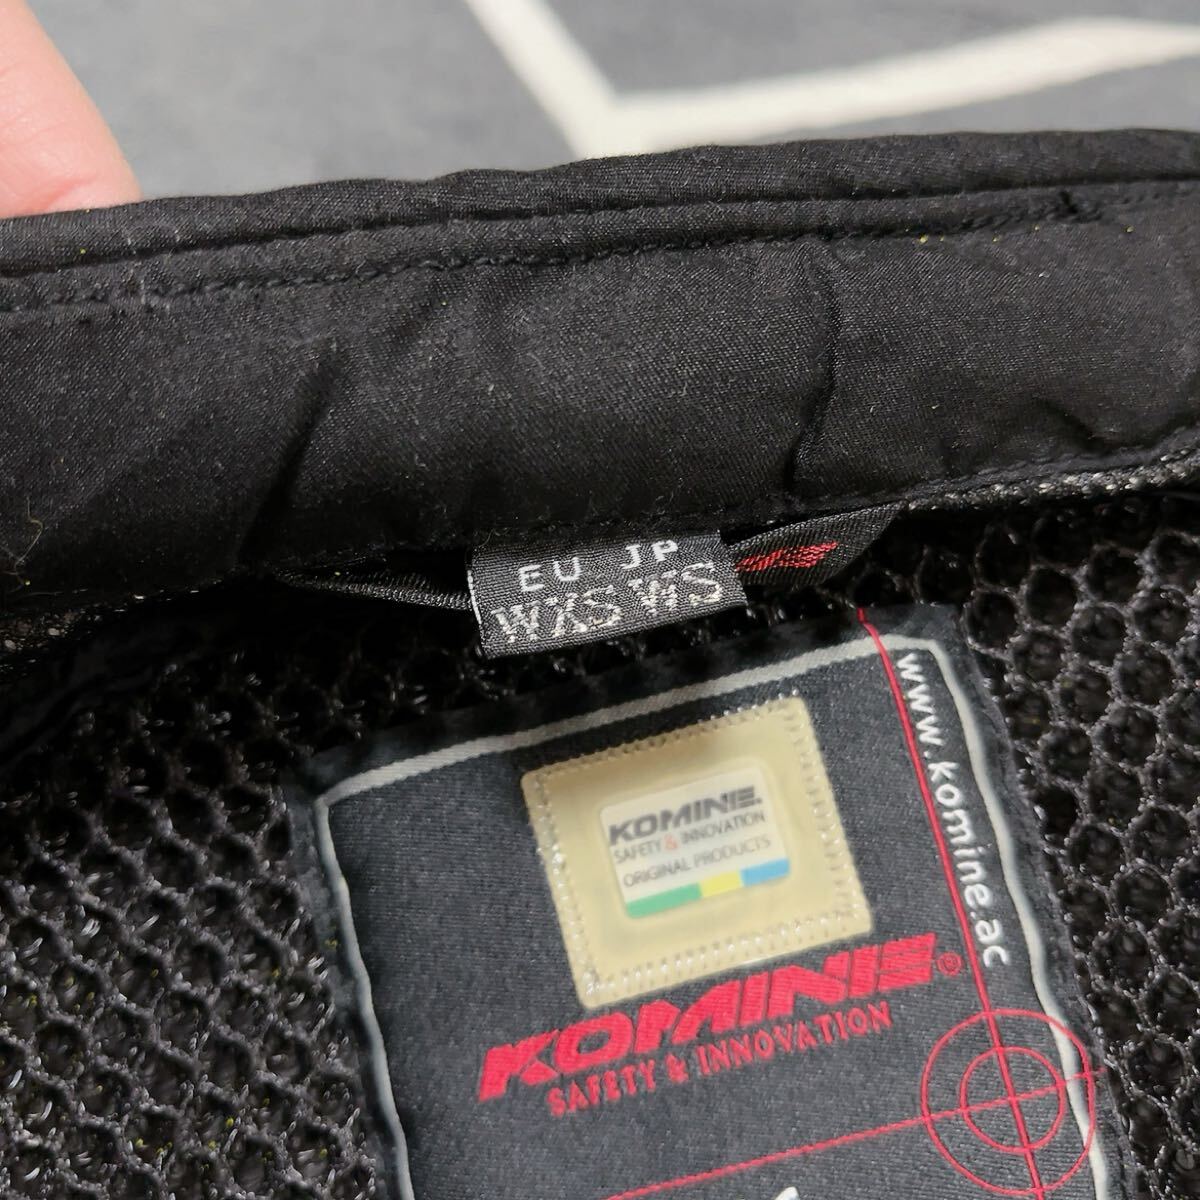 EU JP
WXS WS
www.komine.ac
KOMINE
SAFETY & INNOVATION
ORIGINAL PRODUCTS
KOMINE®
SAFETY & INNOVATION